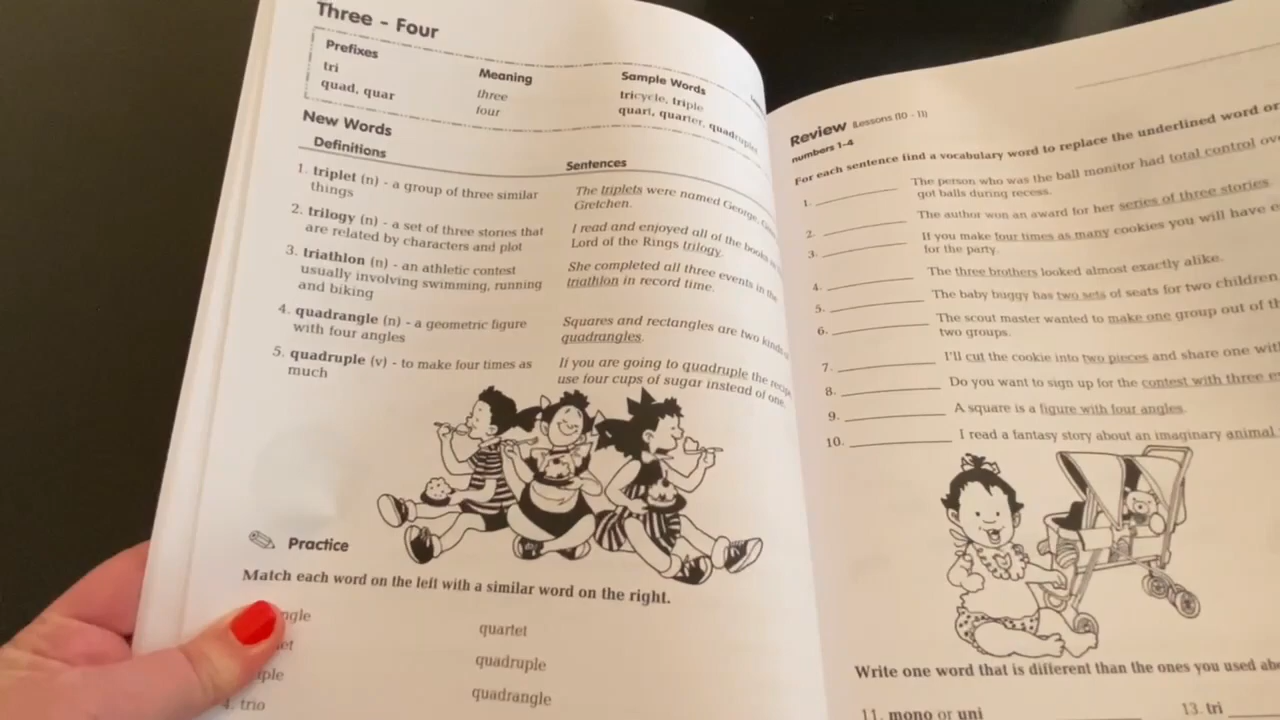 Three - Four
Prefixes Meaning Sample Words
tri three tricycle, triple
quad, quar four quart, quarter, quadruplet
New Words
Definitions Sentences
1. triplet (n) - a group of three similar
things
The triplets were named George,
Gretchen.
2. trilogy (n) - a set of three stories that
are related by characters and plot
I read and enjoyed all of the books
Lord of the Rings trilogy.
3. triathlon (n) - an athletic contest
usually involving swimming, running
and biking
She completed all three events in the
triathlon in record time.
4. quadrangle (n) - a geometric figure
with four angles
Squares and rectangles are two kinds
quadrangles.
5. quadruple (v) - to make four times as
much
If you are going to quadruple the
use four cups of sugar instead of one.
Practice
Match each word on the left with a similar word on the right.
quartet
quadruple
4. trio quadrangle
Review (Lessons (10 - 11)
numbers 1-4
For each sentence find a vocabulary word to replace the underlined word or
1. The person who was the ball monitor had total control
got balls during recess.
2. The author won an award for her series of three stories.
3. If you make four times as many cookies you will have
for the party.
4. The three brothers looked almost exactly alike.
5. The baby buggy has two sets of seats for two children.
6. The scout master wanted to make one group out of
two groups.
7. I'll cut the cookie into two pieces and share one
8. Do you want to sign up for the contest with three
9. A square is a figure with four angles.
10. I read a fantasy story about an imaginary animal
Write one word that is different than the ones you used
11. mono or uni 13. tri